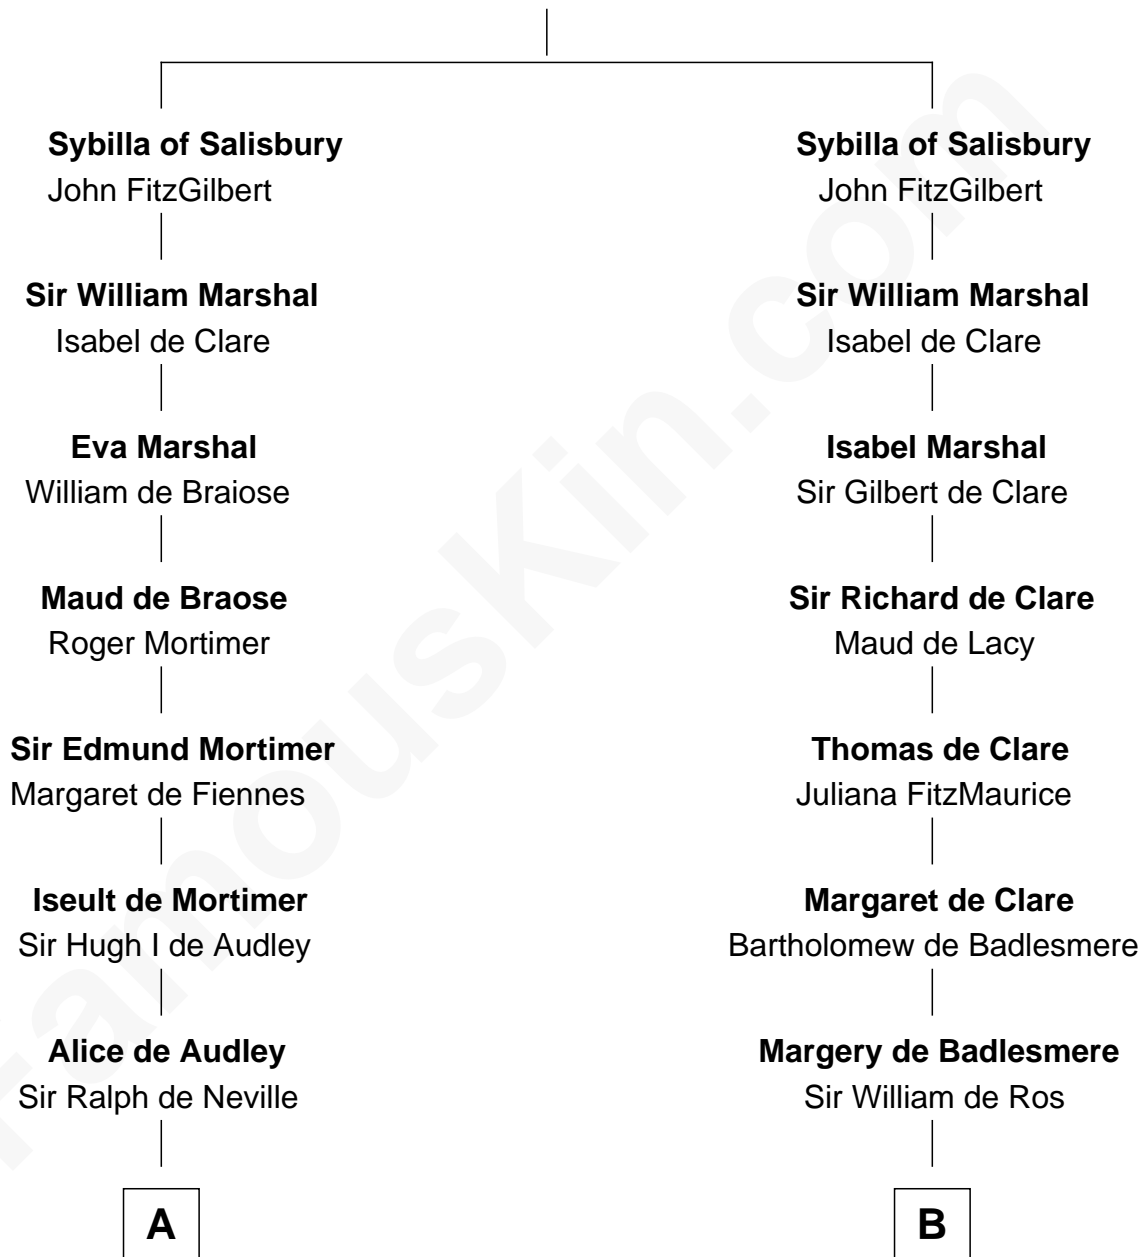 Sybilla of Salisbury
John FitzGilbert
Sir William Marshal
Isabel de Clare
Eva Marshal
William de Braiose
Maud de Braose
Roger Mortimer
Sir Edmund Mortimer
Margaret de Fiennes
Iseult de Mortimer
Sir Hugh I de Audley
Alice de Audley
Sir Ralph de Neville
A
Sybilla of Salisbury
John FitzGilbert
Sir William Marshal
Isabel de Clare
Isabel Marshal
Sir Gilbert de Clare
Sir Richard de Clare
Maud de Lacy
Thomas de Clare
Juliana FitzMaurice
Margaret de Clare
Bartholomew de Badlesmere
Margery de Badlesmere
Sir William de Ros
B
FamousKin.com